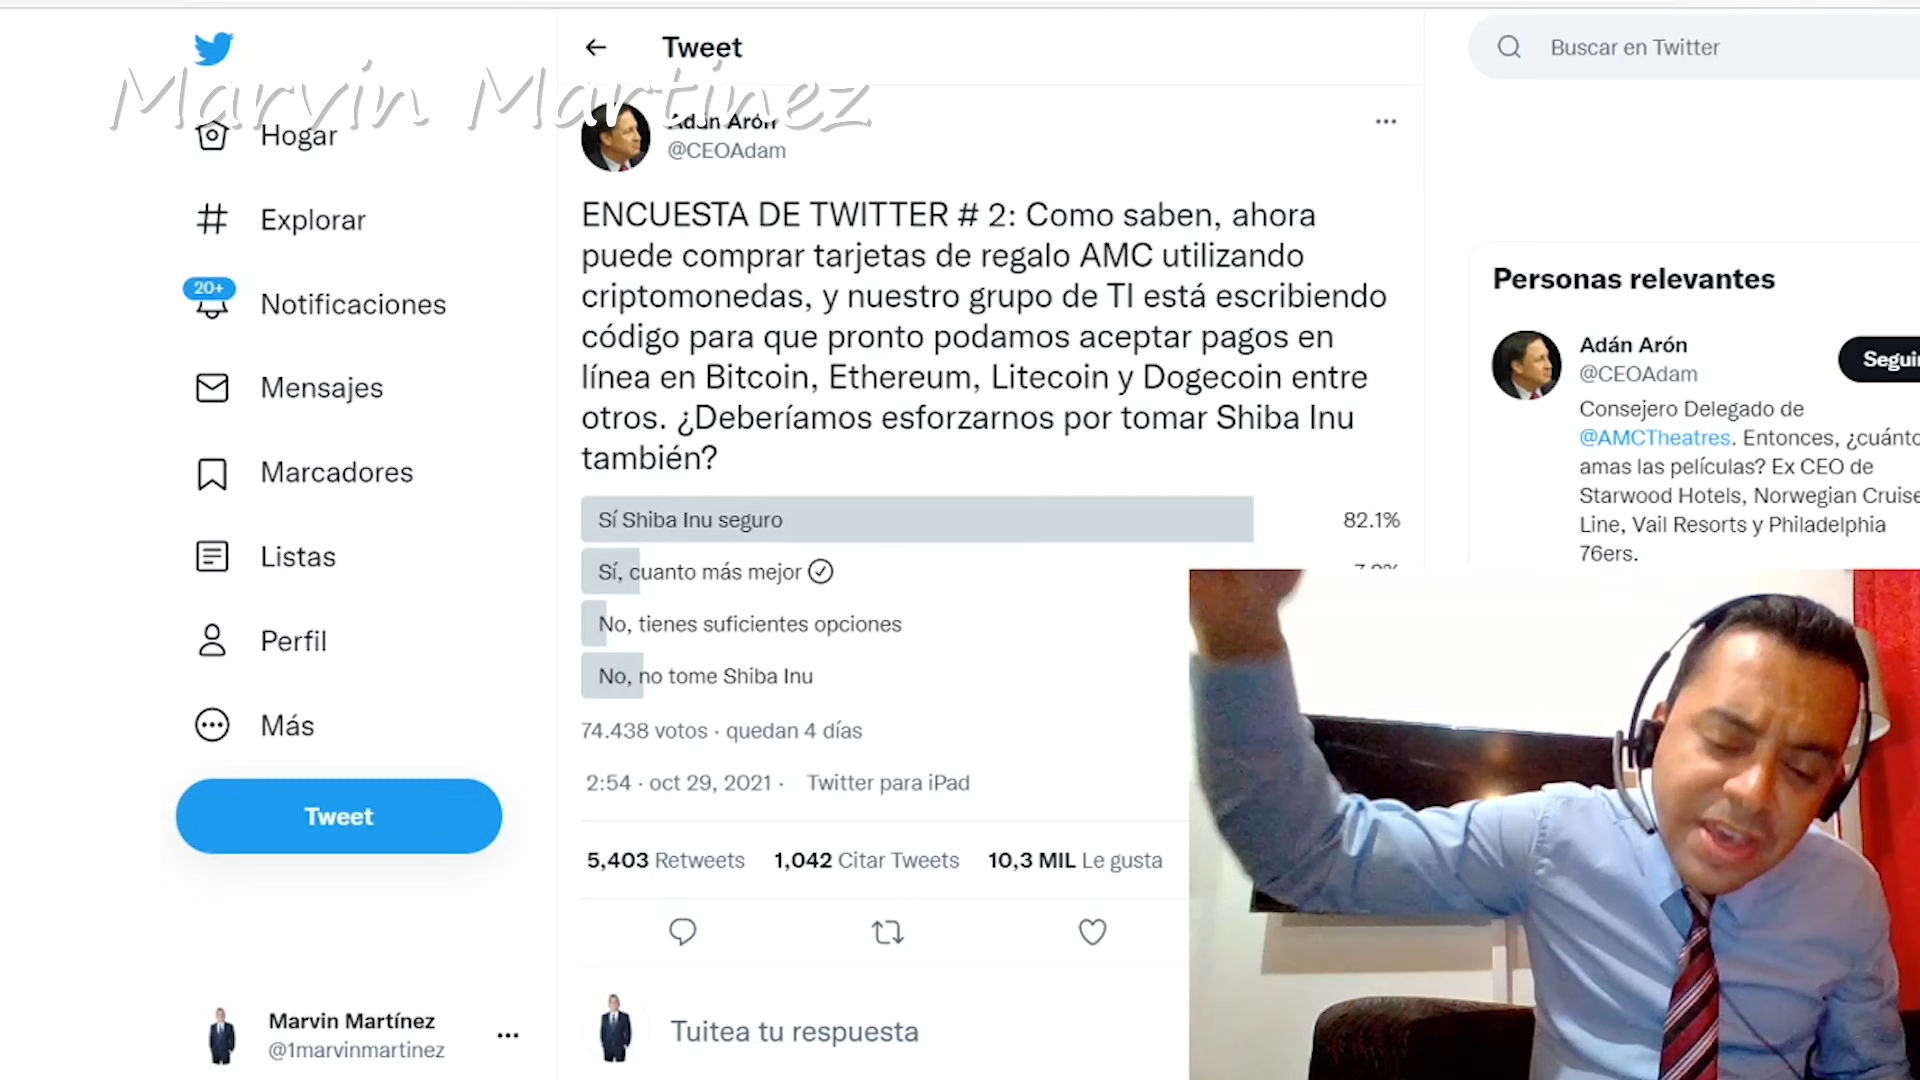 Marvin Martinez
Hogar
Explorar
20+
Notificaciones
Mensajes
Marcadores
Listas
Perfil
Más
Tweet
Marvin Martínez
@1marvinmartinez
Tweet
Adán Arón
@CEOAdam
ENCUESTA DE TWITTER # 2: Como saben, ahora
puede comprar tarjetas de regalo AMC utilizando
criptomonedas, y nuestro grupo de TI está escribiendo
código para que pronto podamos aceptar pagos en
línea en Bitcoin, Ethereum, Litecoin y Dogecoin entre
otros. ¿Deberíamos esforzarnos por tomar Shiba Inu
también?
Sí Shiba Inu seguro 82.1%
Sí, cuanto más mejor
No, tienes suficientes opciones
No, no tome Shiba Inu
74.438 votos · quedan 4 días
2:54 · oct 29, 2021 · Twitter para iPad
5,403 Retweets 1,042 Citar Tweets 10,3 MIL Le gusta
Tuitea tu respuesta
Buscar en Twitter
Personas relevantes
Adán Arón
@CEOAdam
Seguir
Consejero Delegado de
@AMCTheatres. Entonces, ¿cuánto
amas las películas? Ex CEO de
Starwood Hotels, Norwegian Cruise
Line, Vail Resorts y Philadelphia
76ers.